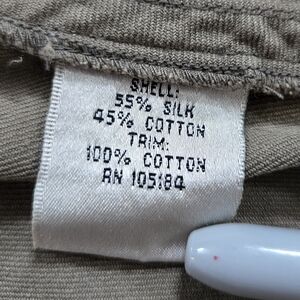 SHELL:
55% SILK
45% COTTON
TRIM:
100% COTTON
RN 105184